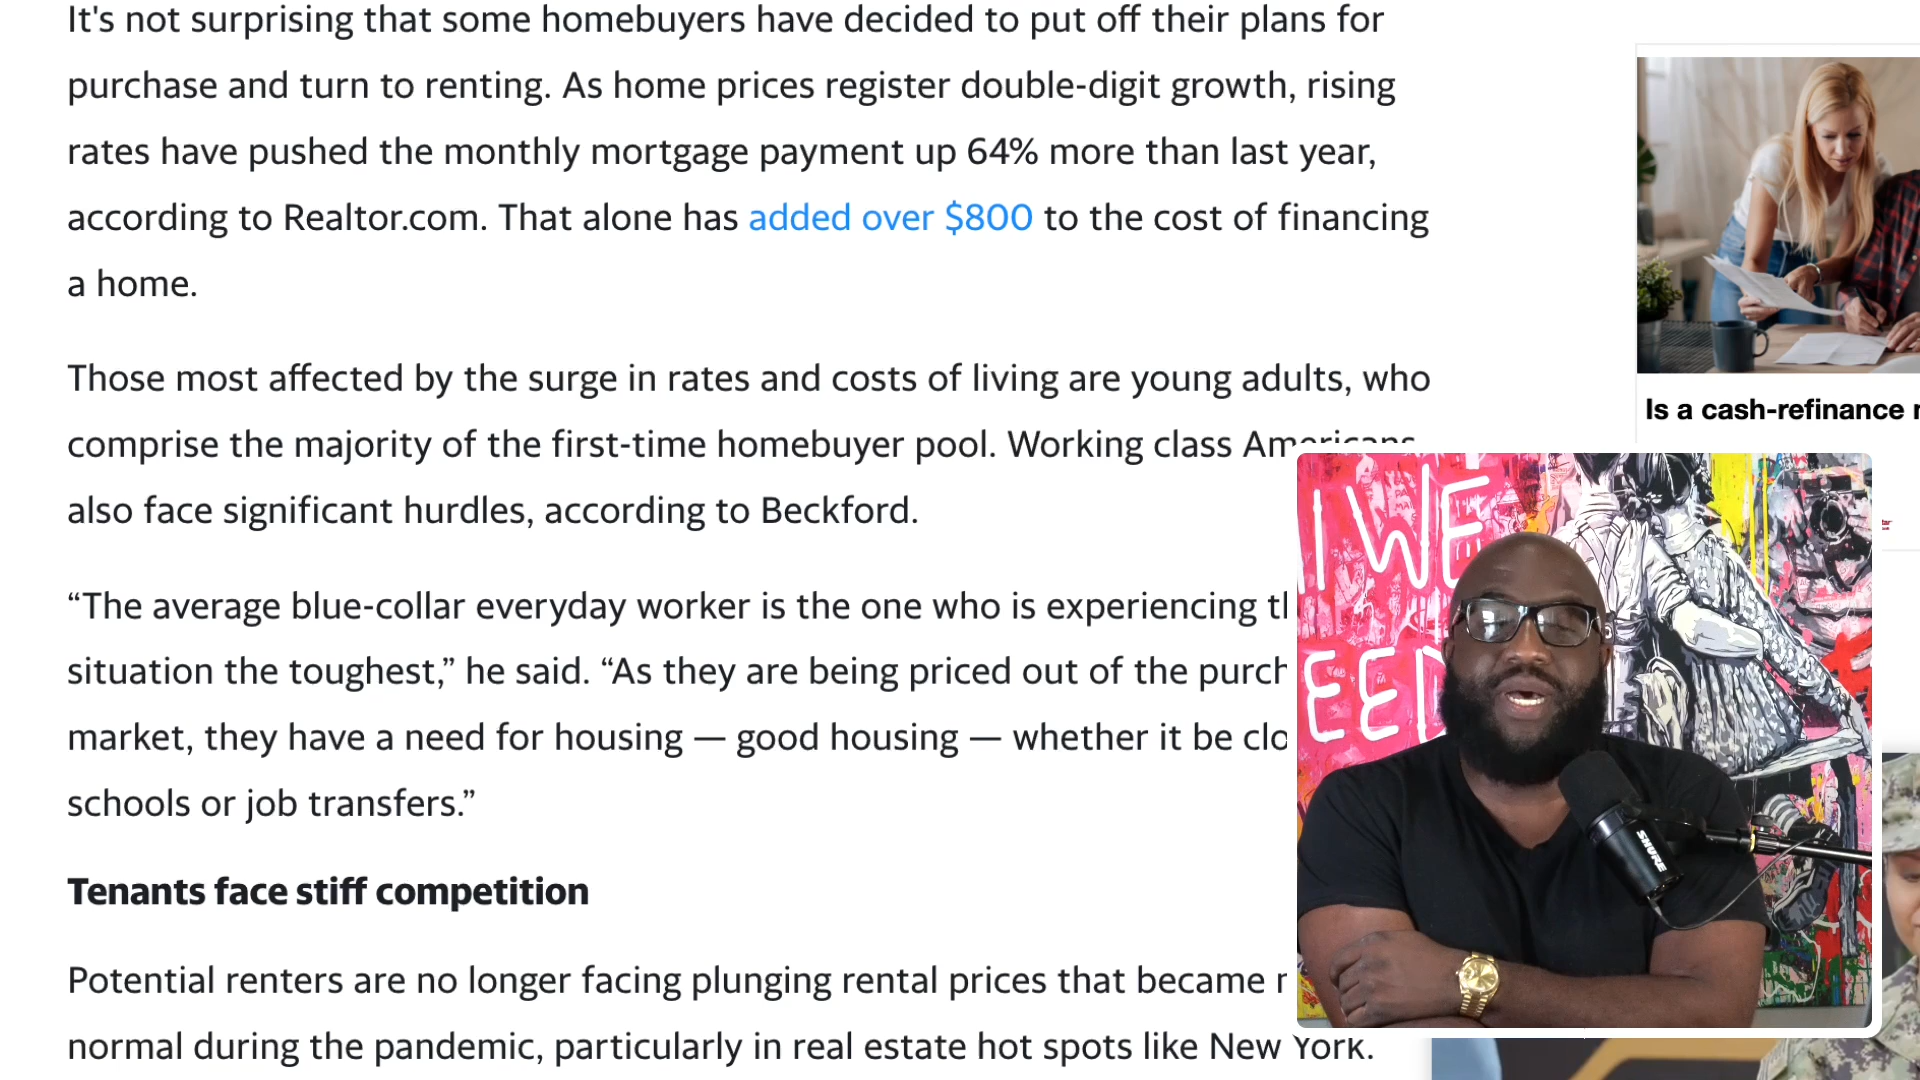 It's not surprising that some homebuyers have decided to put off their plans for
purchase and turn to renting. As home prices register double-digit growth, rising
rates have pushed the monthly mortgage payment up 64% more than last year,
according to Realtor.com. That alone has added over $800 to the cost of financing
a home.
Those most affected by the surge in rates and costs of living are young adults, who
comprise the majority of the first-time homebuyer pool. Working class Americans
also face significant hurdles, according to Beckford.
“The average blue-collar everyday worker is the one who is experiencing
situation the toughest,” he said. “As they are being priced out of the
market, they have a need for housing — good housing — whether it be
schools or job transfers.”
Tenants face stiff competition
Potential renters are no longer facing plunging rental prices that became
normal during the pandemic, particularly in real estate hot spots like New York.
Is a cash-refinance
WE
SHURE